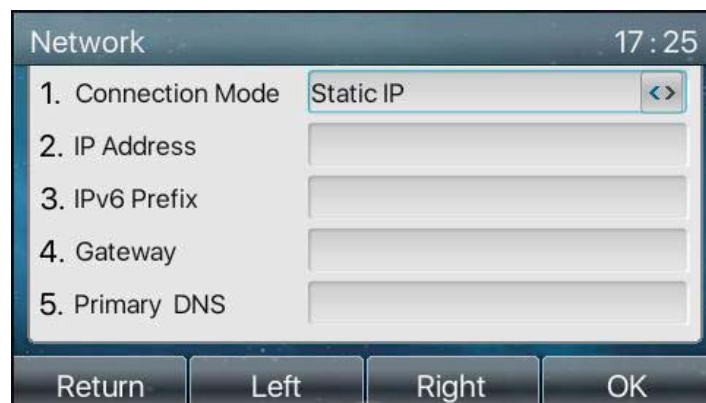 Network 17 : 25
1. Connection Mode Static IP <>
2. IP Address
3. IPv6 Prefix
4. Gateway
5. Primary DNS
Return Left Right OK